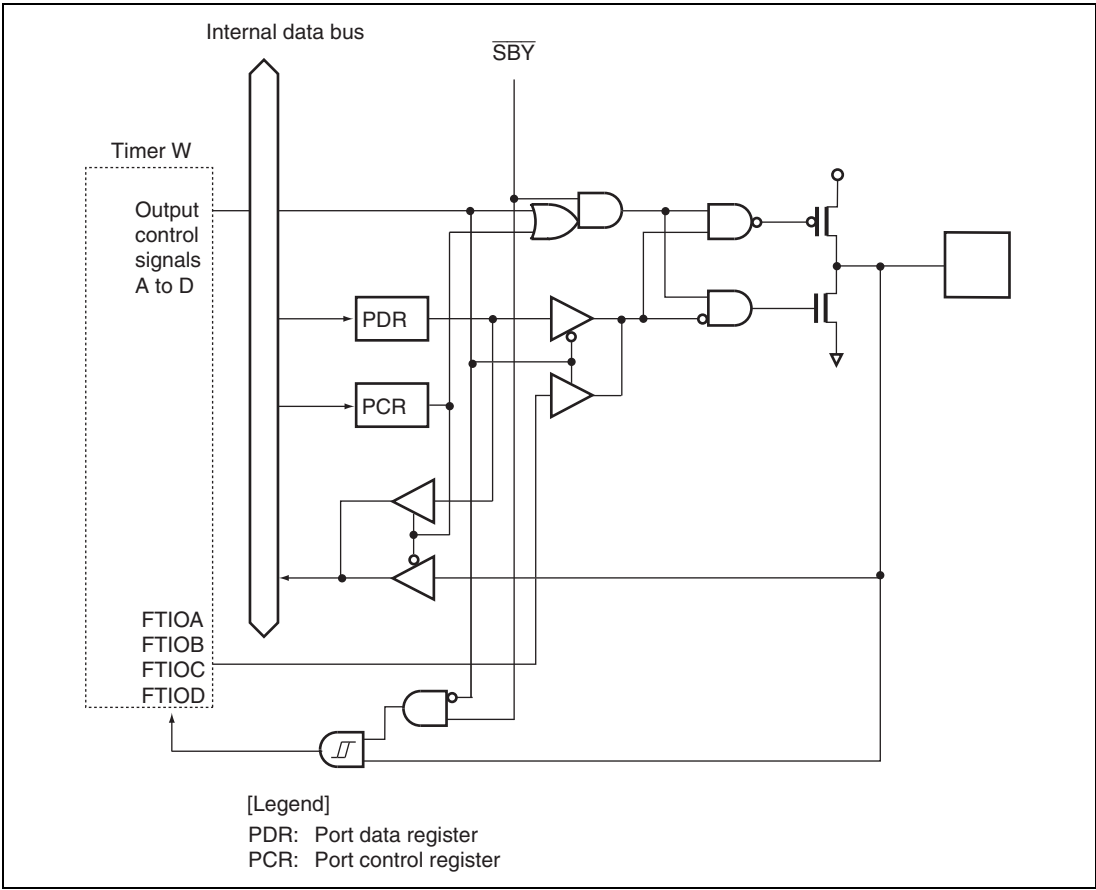 Internal data bus
SBY
Timer W
Output
control
signals
A to D
PDR
PCR
FTIOA
FTIOB
FTIOC
FTIOD
[Legend]
PDR: Port data register
PCR: Port control register